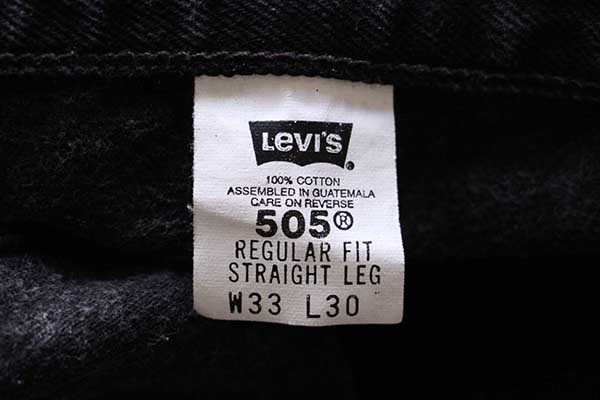 Levi's
100% COTTON
ASSEMBLED IN GUATEMALA
CARE ON REVERSE
505®
REGULAR FIT
STRAIGHT LEG
W33 L30